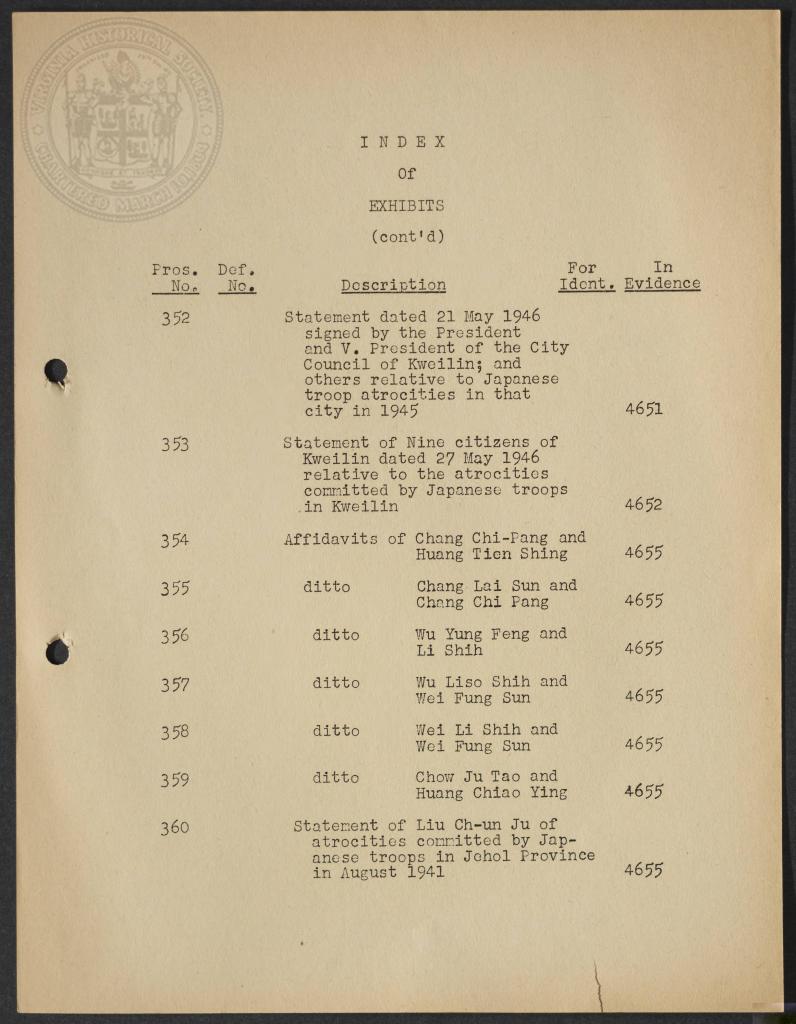 VIRGINIA HISTORICAL SOCIETY
CHARTERED MARCH 10 1834
I N D E X
Of
EXHIBITS
(cont'd)
Pros. Def. For In
No. No. Description Ident. Evidence
352 Statement dated 21 May 1946
signed by the President
and V. President of the City
Council of Kweilin; and
others relative to Japanese
troop atrocities in that
city in 1945 4651
353 Statement of Nine citizens of
Kweilin dated 27 May 1946
relative to the atrocities
committed by Japanese troops
in Kweilin 4652
354 Affidavits of Chang Chi-Pang and
Huang Tien Shing 4655
355 ditto Chang Lai Sun and
Chang Chi Pang 4655
356 ditto Wu Yung Feng and
Li Shih 4655
357 ditto Wu Liso Shih and
Wei Fung Sun 4655
358 ditto Wei Li Shih and
Wei Fung Sun 4655
359 ditto Chow Ju Tao and
Huang Chiao Ying 4655
360 Statement of Liu Ch-un Ju of
atrocities committed by Jap-
anese troops in Jehol Province
in August 1941 4655